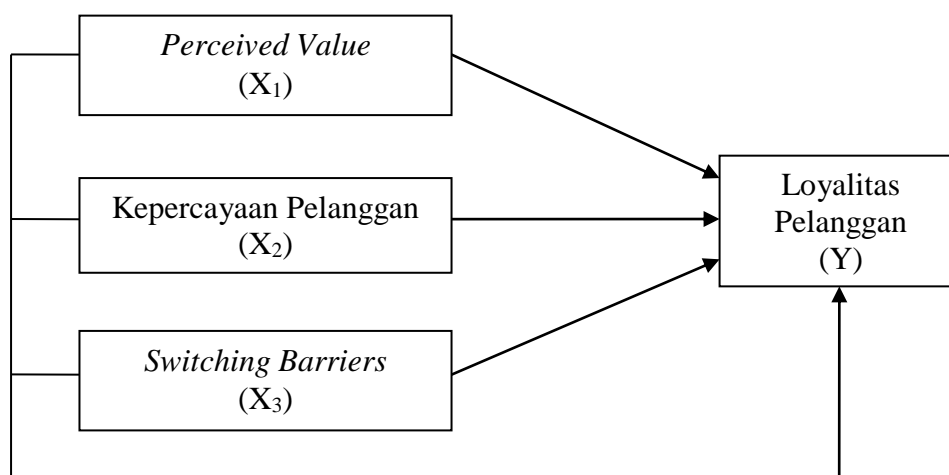 Perceived Value
(X₁)
Kepercayaan Pelanggan
(X₂)
Switching Barriers
(X₃)
Loyalitas
Pelanggan
(Y)